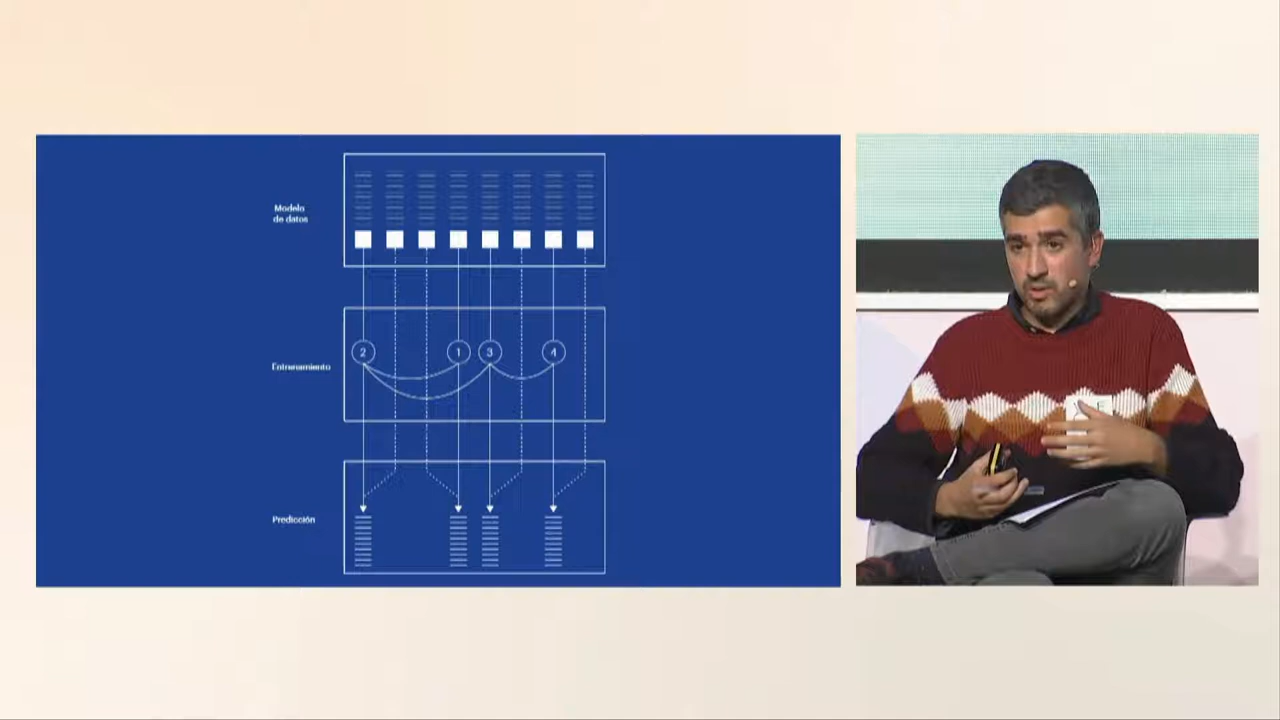 Modelo
de datos
2
1
3
4
Entrenamiento
Predicción